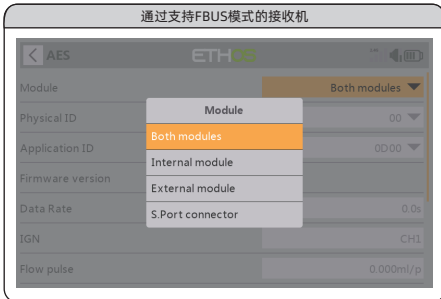 通过支持FBUS模式的接收机
AES
ETHOS
Module
Both modules
Physical ID
00
Application ID
0D00
Firmware version
Data Rate
0.0s
IGN
CH1
Flow pulse
0.000ml/p
Module
Both modules
Internal module
External module
S.Port connector